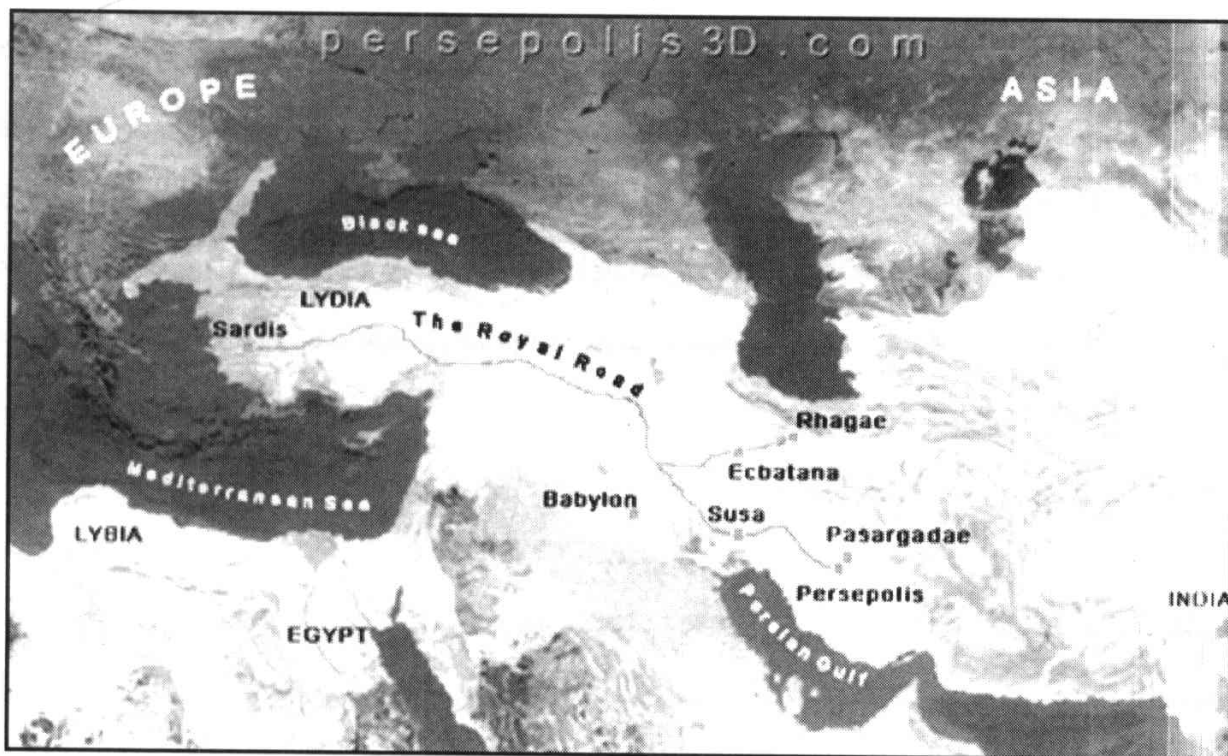 persepolis3D.com
EUROPE
ASIA
Black sea
LYDIA
The Royal Road
Sardis
Rhagae
Ecbatana
Mediterranean Sea
Babylon
Susa
LYBIA
Pasargadae
Persepolis
INDIA
EGYPT
Persian Gulf